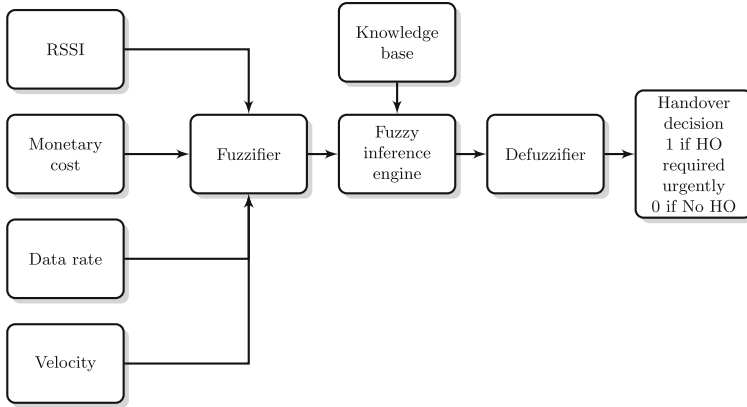 RSSI
Knowledge
base
Monetary
cost
Fuzzifier
Fuzzy
inference
engine
Defuzzifier
Handover
decision
1 if HO
required
urgently
0 if No HO
Data rate
Velocity